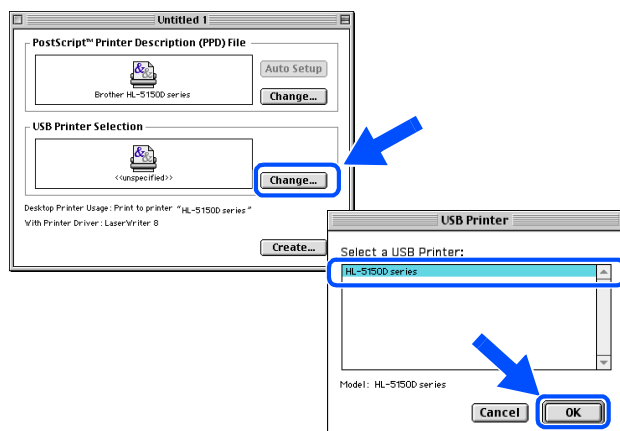 Untitled 1
PostScript™ Printer Description (PPD) File
Auto Setup
Brother HL-5150D series
Change...
USB Printer Selection
<<unspecified>>
Change...
Desktop Printer Usage: Print to printer "HL-5150D series"
With Printer Driver: LaserWriter 8
Create...
USB Printer
Select a USB Printer:
HL-5150D series
Model: HL-5150D series
Cancel
OK